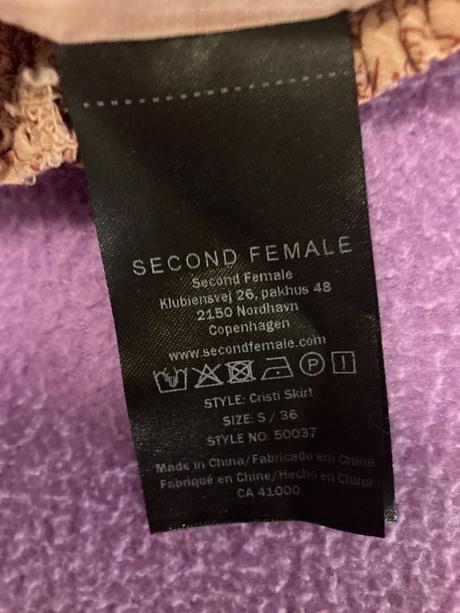 SECOND FEMALE
Second Female
Klubiensvej 26, pakhus 48
2150 Nordhavn
Copenhagen
www.secondfemale.com
P
STYLE: Cristi Skirt
SIZE: S / 36
STYLE NO: 50037
Made in China/Fabricado em China
Fabriqué en Chine/Hecho en China
CA 41000